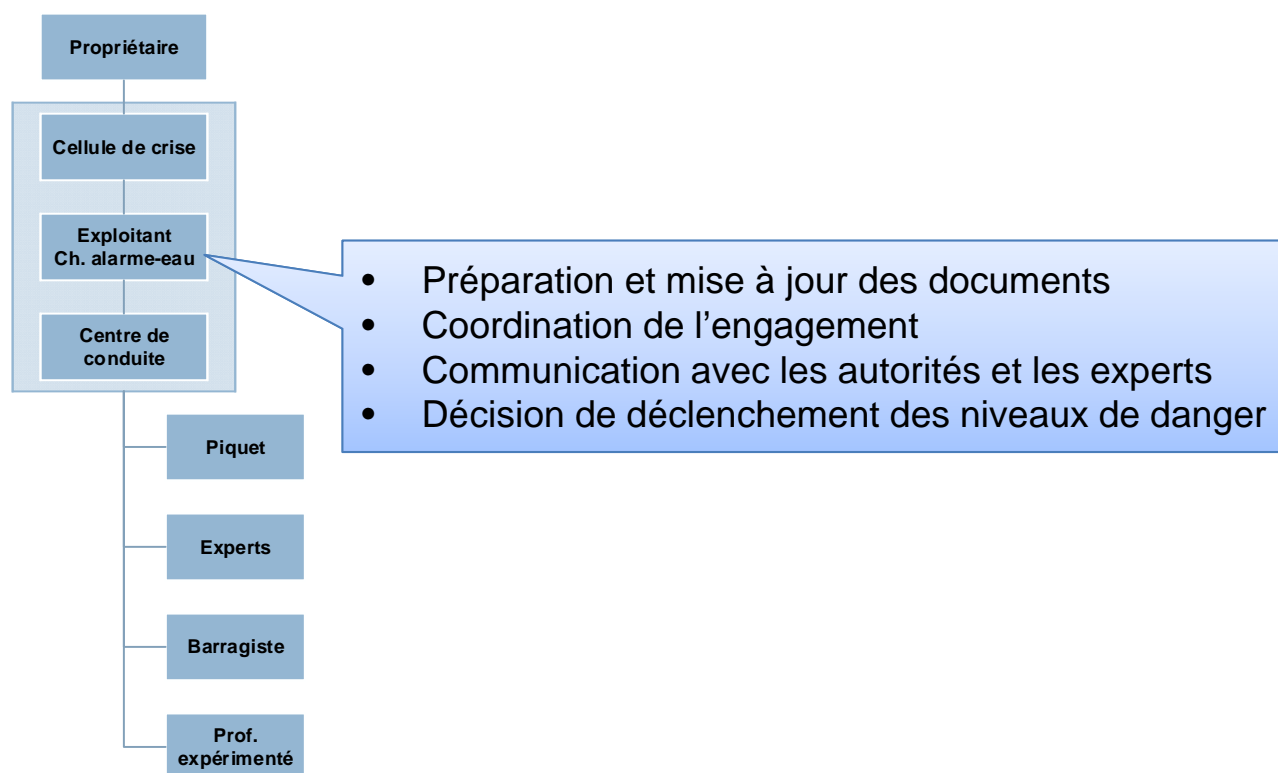 Propriétaire
Cellule de crise
Exploitant
Ch. alarme-eau
Centre de
conduite
• Préparation et mise à jour des documents
• Coordination de l’engagement
• Communication avec les autorités et les experts
• Décision de déclenchement des niveaux de danger
Piquet
Experts
Barragiste
Prof.
expérimenté